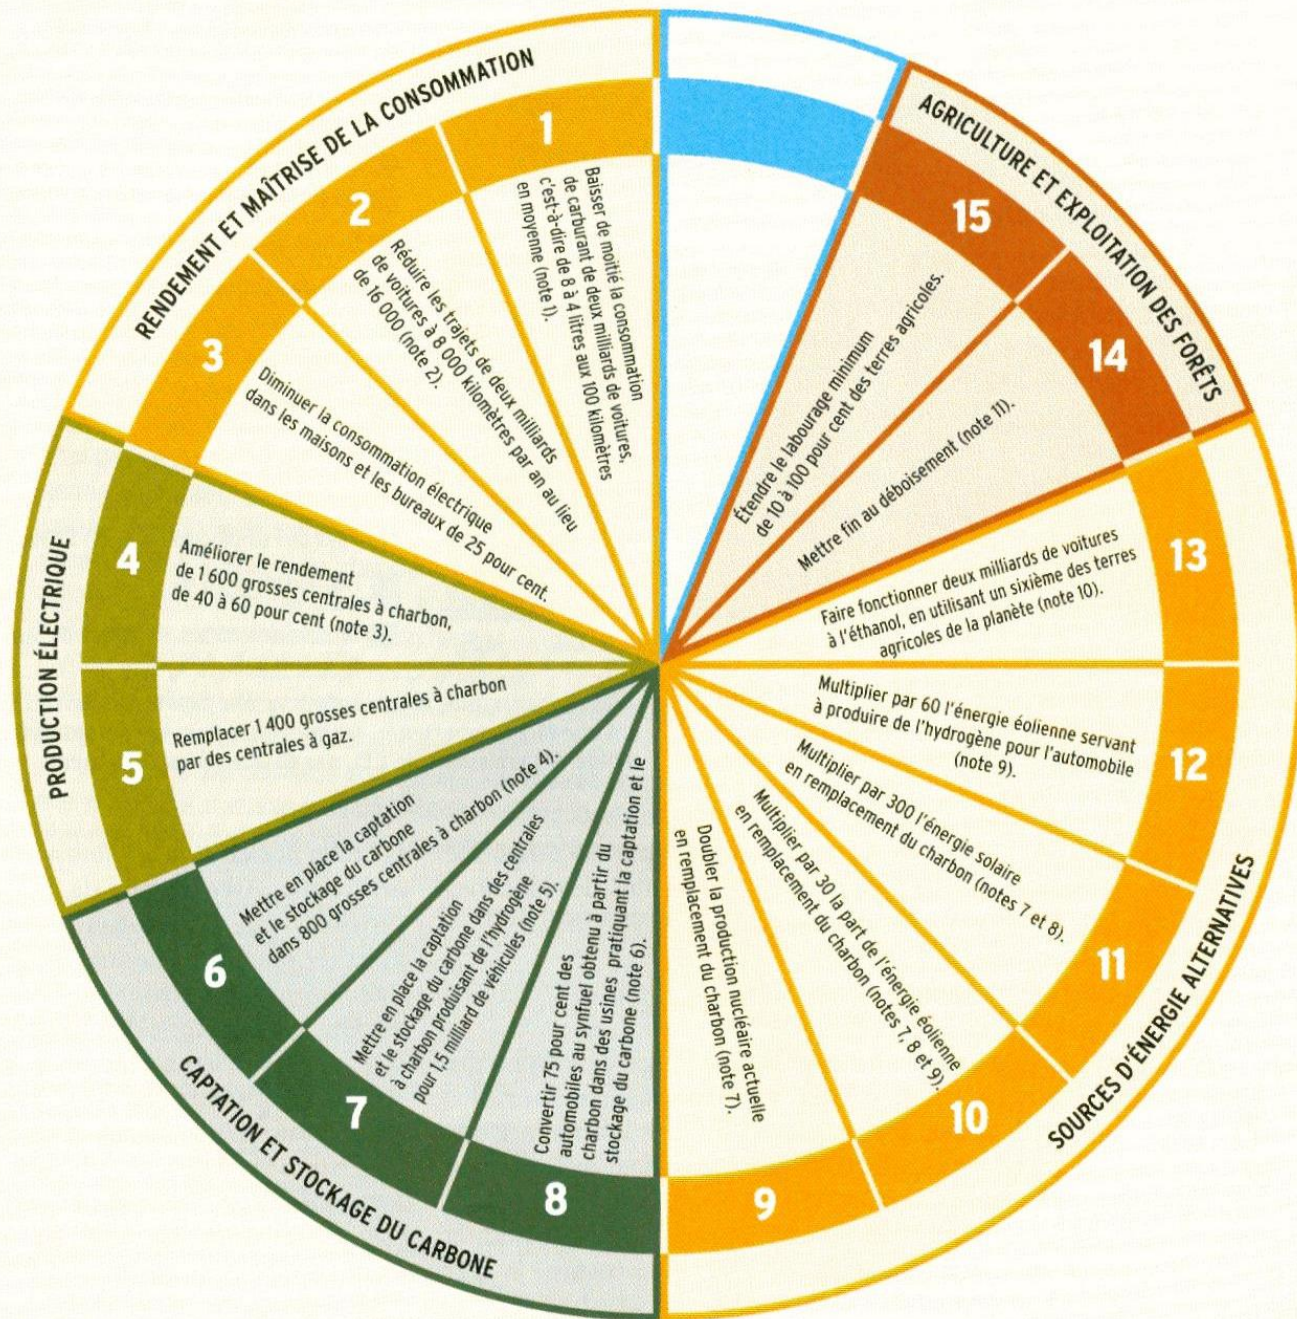 RENDEMENT ET MAÎTRISE DE LA CONSOMMATION
1
Baisser de moitié la consommation
de carburant de deux milliards de voitures,
c'est-à-dire de 8 à 4 litres aux 100 kilomètres
en moyenne (note 1).
2
Réduire les trajets de deux milliards
de voitures à 8 000 kilomètres par an au lieu
de 16 000 (note 2).
3
Diminuer la consommation électrique
dans les maisons et les bureaux de 25 pour cent.
PRODUCTION ÉLECTRIQUE
4
Améliorer le rendement
de 1 600 grosses centrales à charbon,
de 40 à 60 pour cent (note 3).
5
Remplacer 1 400 grosses centrales à charbon
par des centrales à gaz.
CAPTATION ET STOCKAGE DU CARBONE
6
Mettre en place la captation
et le stockage du carbone
dans 800 grosses centrales à charbon (note 4).
7
Mettre en place la captation
et le stockage du carbone dans des centrales
à charbon produisant de l'hydrogène
pour 1,5 milliard de véhicules (note 5).
8
Convertir 75 pour cent des
automobiles au synfuel obtenu à partir du
charbon dans des usines pratiquant la captation et le
stockage du carbone (note 6).
SOURCES D'ÉNERGIE ALTERNATIVES
9
Doubler la production nucléaire actuelle
en remplacement du charbon (note 7).
10
Multiplier par 30 la part de l'énergie éolienne
en remplacement du charbon (notes 7, 8 et 9).
11
Multiplier par 300 l'énergie solaire
en remplacement du charbon (notes 7 et 8).
12
Multiplier par 60 l'énergie éolienne servant
à produire de l'hydrogène pour l'automobile
(note 9).
13
Faire fonctionner deux milliards de voitures
à l'éthanol, en utilisant un sixième des terres
agricoles de la planète (note 10).
AGRICULTURE ET EXPLOITATION DES FORÊTS
14
Mettre fin au déboisement (note 11).
15
Étendre le labourage minimum
de 10 à 100 pour cent des terres agricoles.